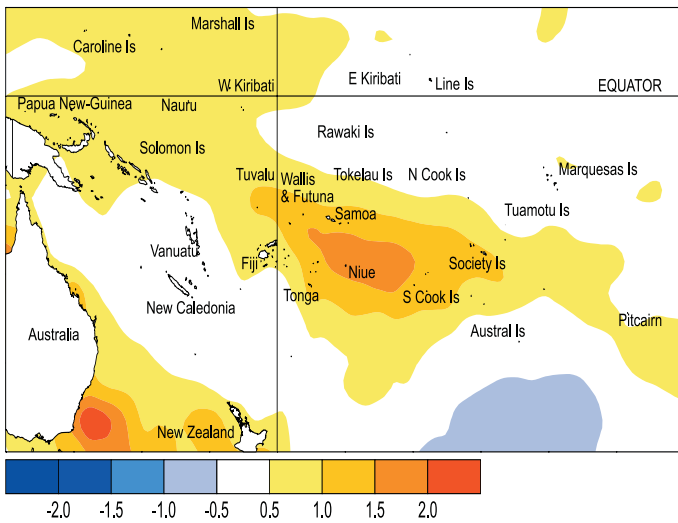 Marshall Is
Caroline Is
W Kiribati
E Kiribati
Line Is
EQUATOR
Papua New-Guinea
Nauru
Rawaki Is
Solomon Is
Tuvalu
Wallis
& Futuna
Tokelau Is
N Cook Is
Marquesas Is
Samoa
Tuamotu Is
Vanuatu
Fiji
Niue
Society Is
Tonga
S Cook Is
New Caledonia
Pitcairn
Australia
Austral Is
New Zealand
-2.0 -1.5 -1.0 -0.5 0.5 1.0 1.5 2.0